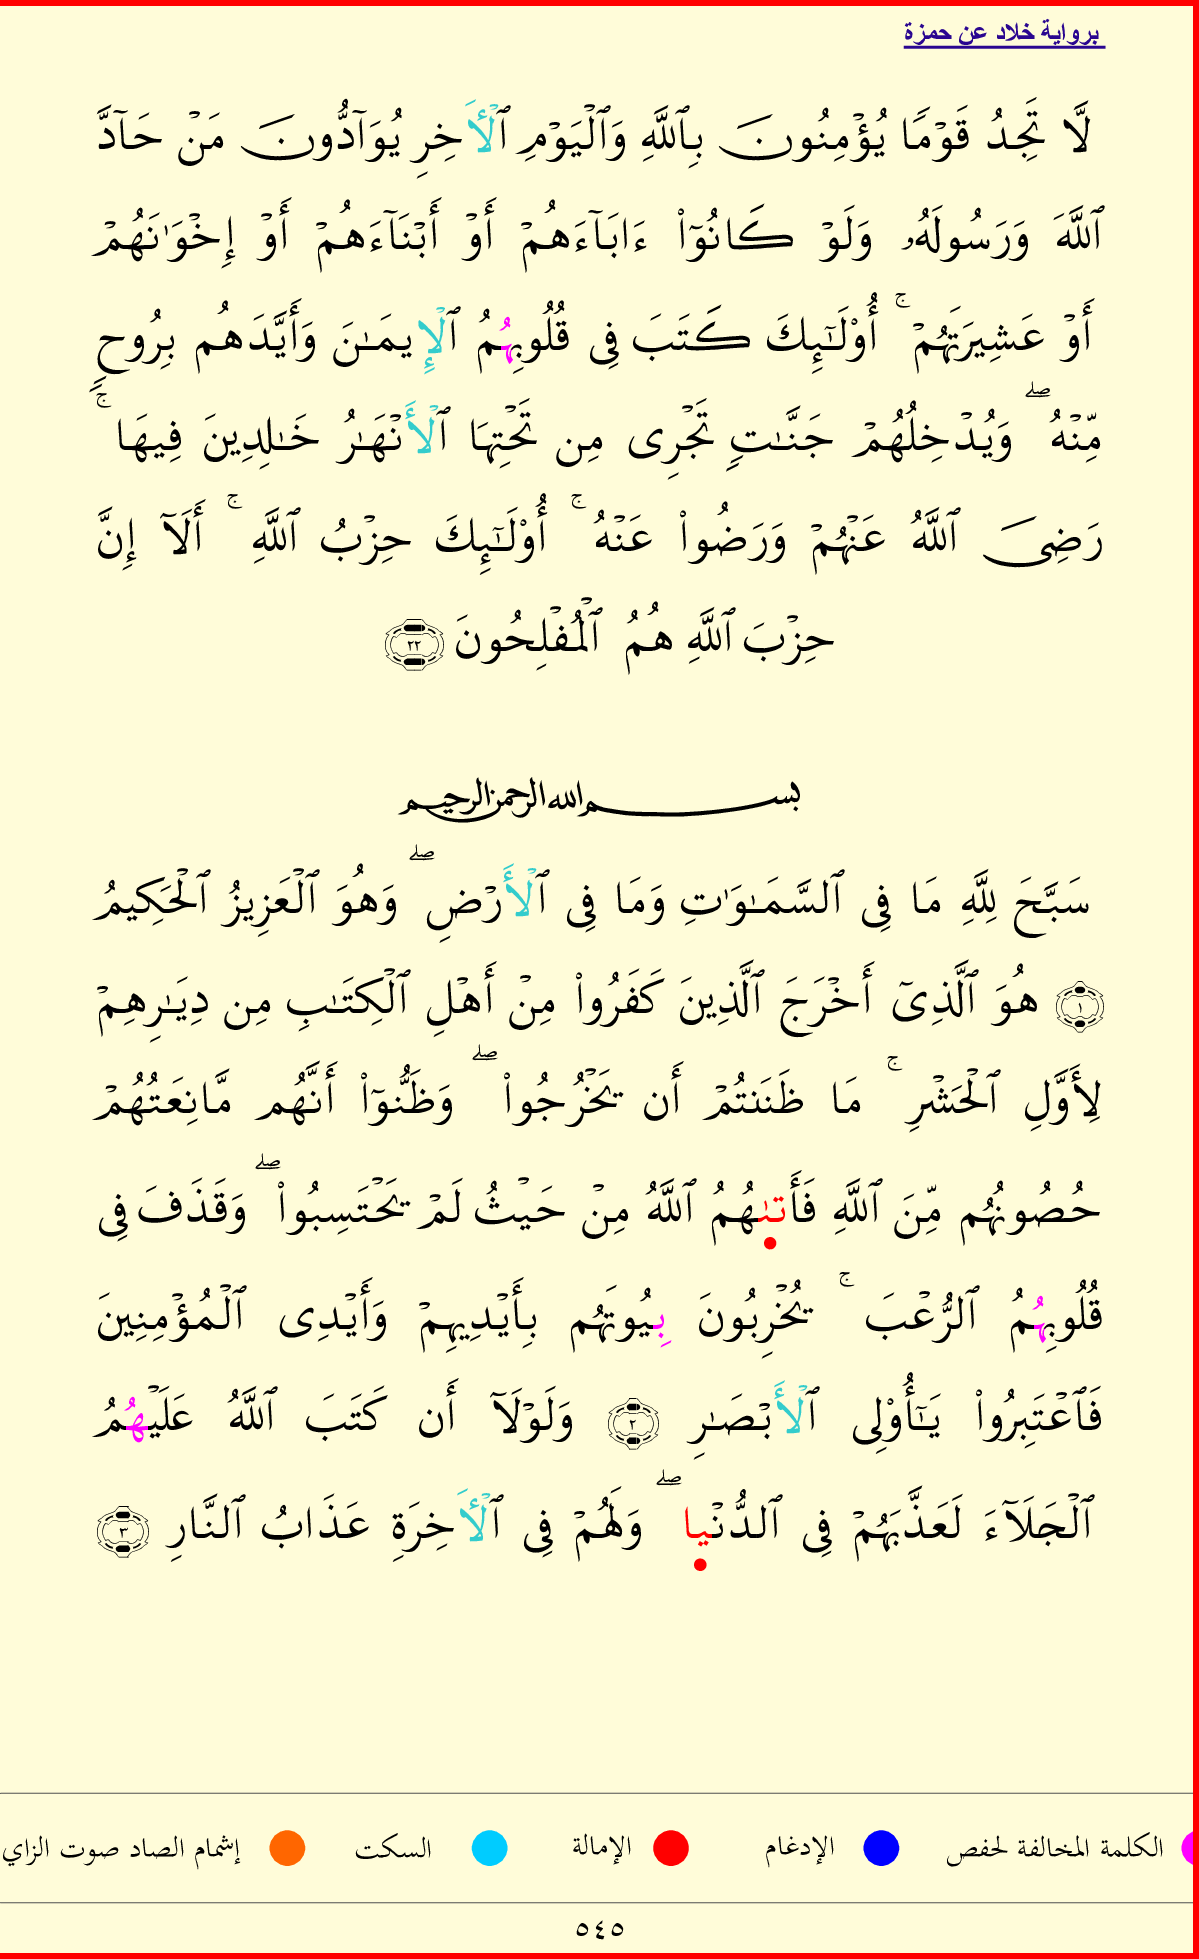 برواية خلاد عن حمزة
لَّا تَجِدُ قَوْمًا يُؤْمِنُونَ بِٱللَّهِ وَٱلْيَوْمِ ٱلْأَخِرِ يُوَآدُّونَ مَنْ حَآدَّ
ٱللَّهَ وَرَسُولَهُۥ وَلَوْ كَانُوٓا۟ ءَابَآءَهُمْ أَوْ أَبْنَآءَهُمْ أَوْ إِخْوَٰنَهُمْ
أَوْ عَشِيرَتَهُمْ ۚ أُو۟لَـٰٓئِكَ كَتَبَ فِى قُلُوبِهُمُ ٱلْإِيمَـٰنَ وَأَيَّدَهُم بِرُوحٍ
مِّنْهُ ۖ وَيُدْخِلُهُمْ جَنَّـٰتٍ تَجْرِى مِن تَحْتِهَا ٱلْأَنْهَـٰرُ خَـٰلِدِينَ فِيهَا ۚ
رَضِىَ ٱللَّهُ عَنْهُمْ وَرَضُوا۟ عَنْهُ ۚ أُو۟لَـٰٓئِكَ حِزْبُ ٱللَّهِ ۚ أَلَآ إِنَّ
حِزْبَ ٱللَّهِ هُمُ ٱلْمُفْلِحُونَ ٢٢
بسم الله الرحمن الرحيم
سَبَّحَ لِلَّهِ مَا فِى ٱلسَّمَـٰوَٰتِ وَمَا فِى ٱلْأَرْضِ ۖ وَهُوَ ٱلْعَزِيزُ ٱلْحَكِيمُ
١ هُوَ ٱلَّذِىٓ أَخْرَجَ ٱلَّذِينَ كَفَرُوا۟ مِنْ أَهْلِ ٱلْكِتَـٰبِ مِن دِيَـٰرِهِمْ
لِأَوَّلِ ٱلْحَشْرِ ۚ مَا ظَنَنتُمْ أَن يَخْرُجُوا۟ ۖ وَظَنُّوٓا۟ أَنَّهُم مَّانِعَتُهُمْ
حُصُونُهُم مِّنَ ٱللَّهِ فَأَتىٰهُمُ ٱللَّهُ مِنْ حَيْثُ لَمْ يَحْتَسِبُوا۟ ۖ وَقَذَفَ فِى
قُلُوبِهُمُ ٱلرُّعْبَ ۚ يُخْرِبُونَ بِيُوتَهُم بِأَيْدِيهِمْ وَأَيْدِى ٱلْمُؤْمِنِينَ
فَٱعْتَبِرُوا۟ يَـٰٓأُو۟لِى ٱلْأَبْصَـٰرِ ٢ وَلَوْلَآ أَن كَتَبَ ٱللَّهُ عَلَيْهُمُ
ٱلْجَلَآءَ لَعَذَّبَهُمْ فِى ٱلدُّنْيا ۖ وَلَهُمْ فِى ٱلْأَخِرَةِ عَذَابُ ٱلنَّارِ ٣
الكلمة المخالفة لحفص الإدغام الإمالة السكت إشمام الصاد صوت الزاي
٥٤٥